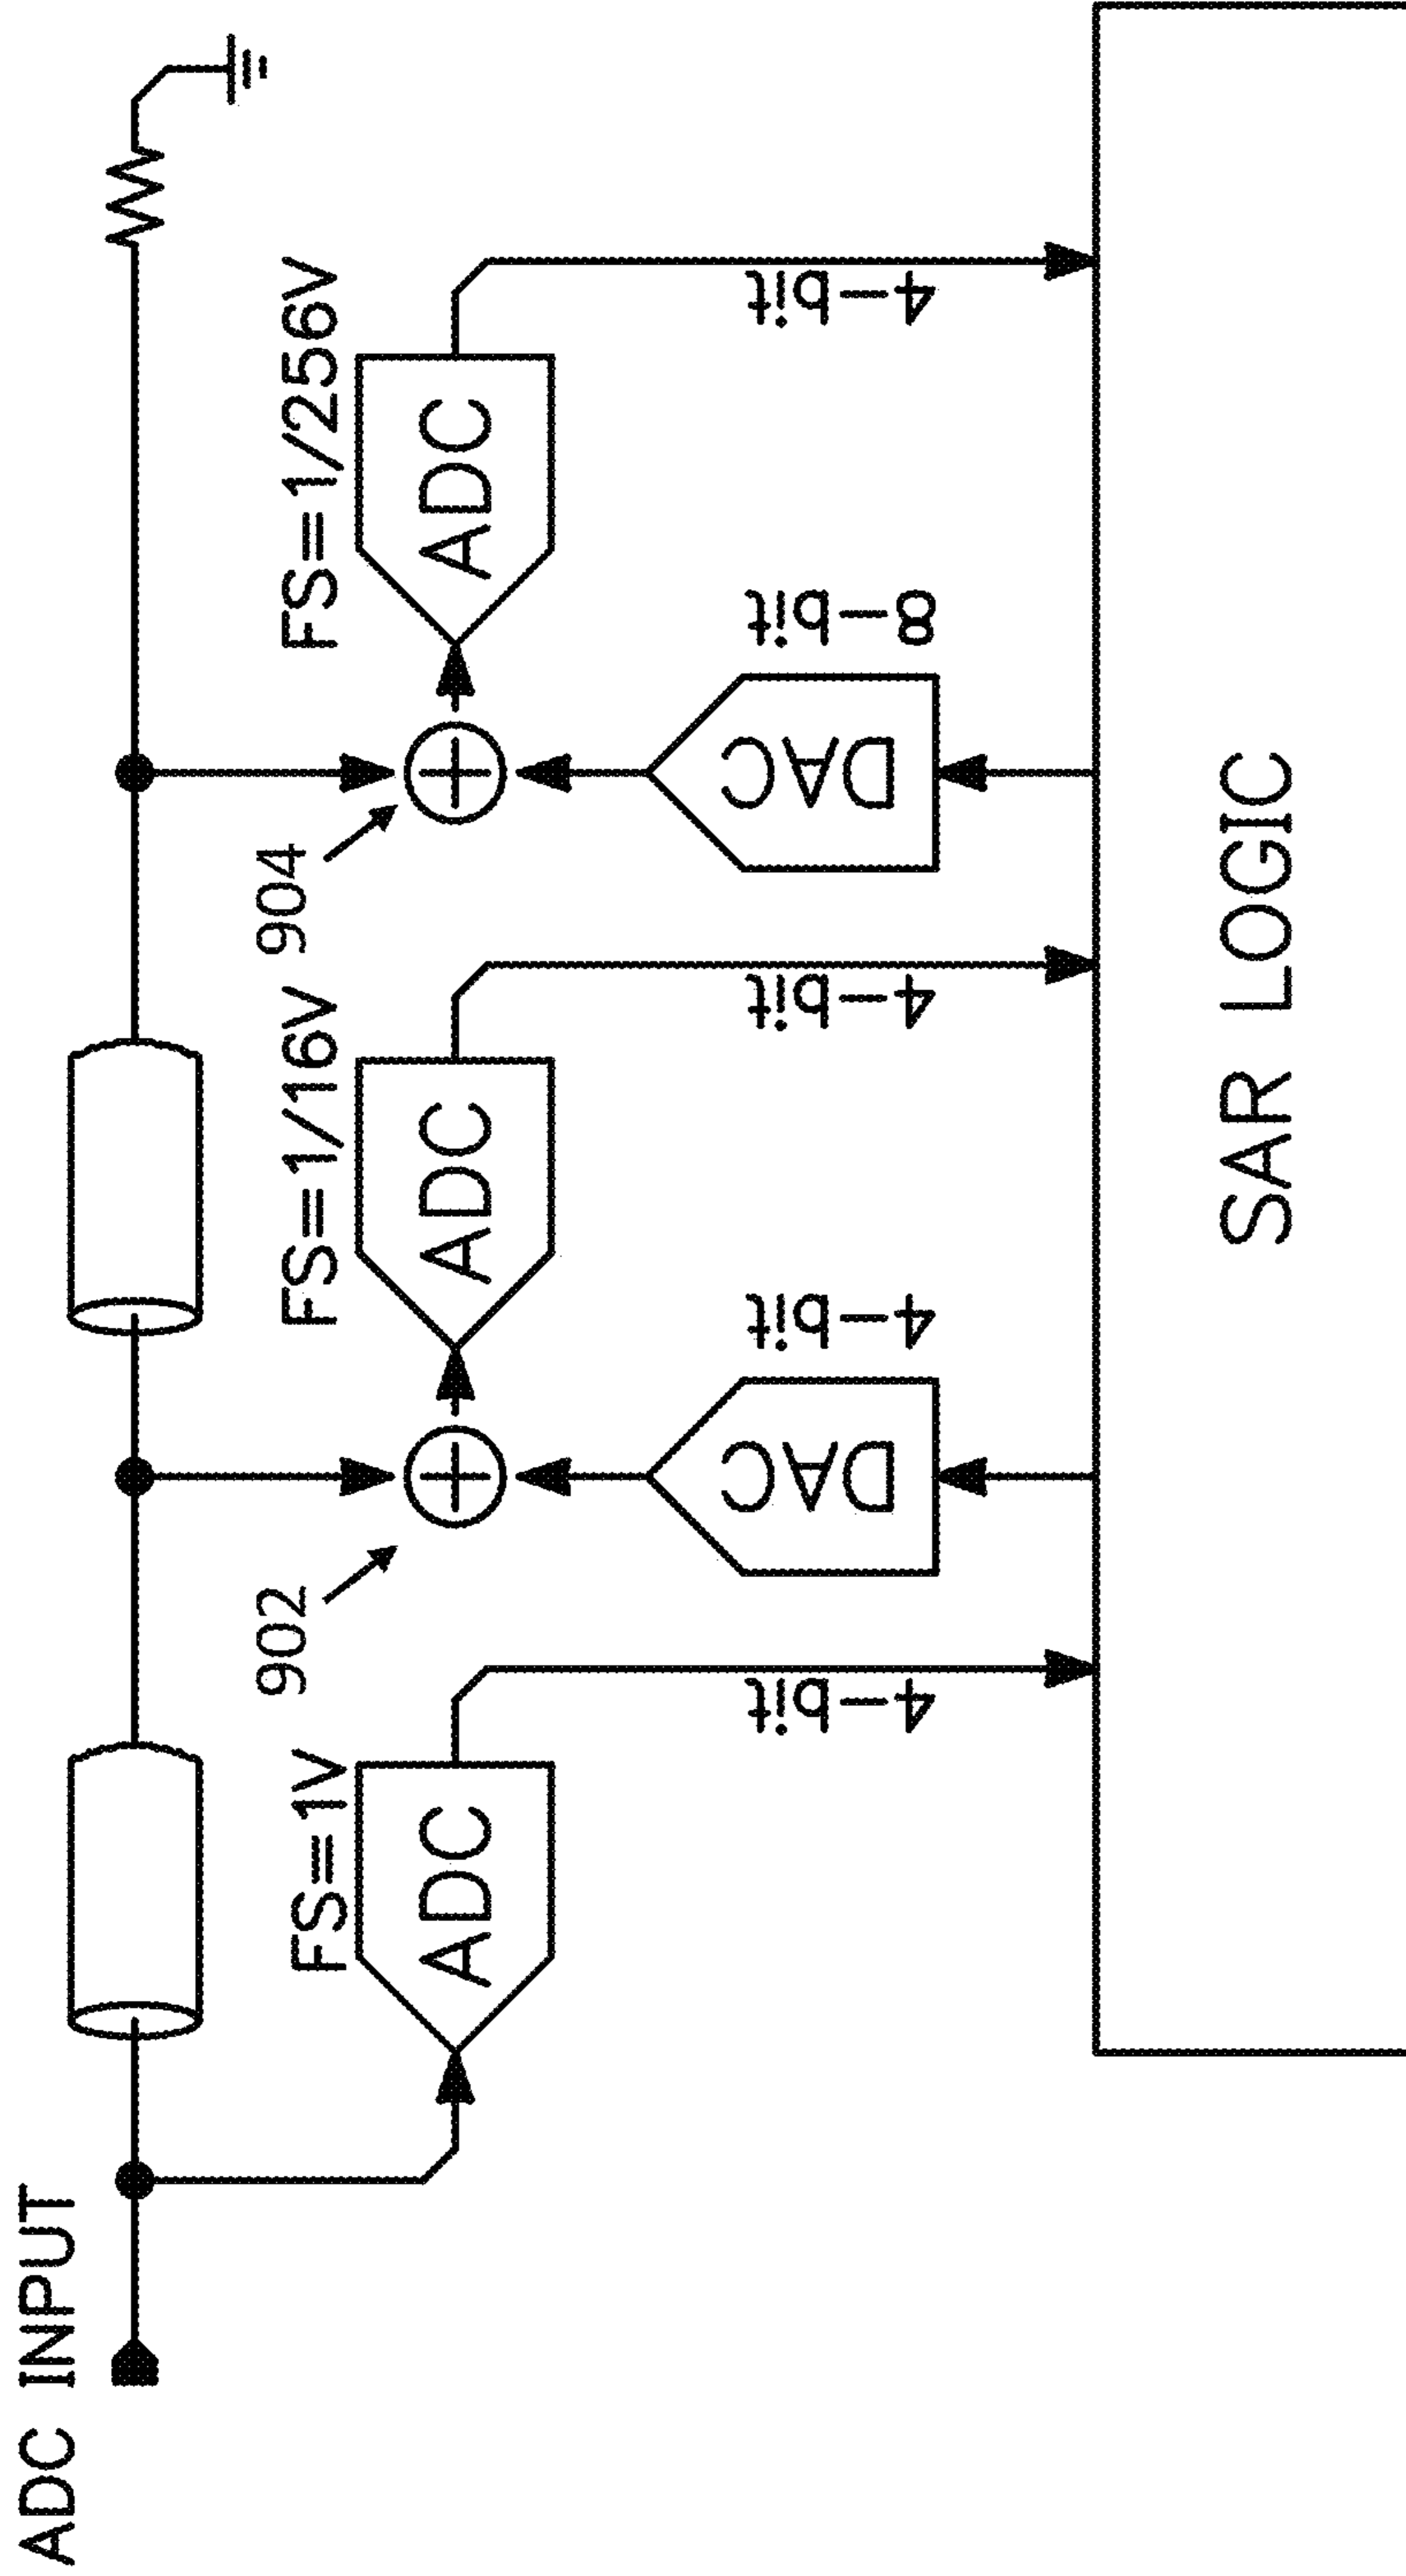 ADC INPUT
FS=1V
FS=1/16V
FS=1/256V
902
904
ADC
ADC
ADC
DAC
DAC
4-bit
4-bit
4-bit
8-bit
4-bit
SAR LOGIC